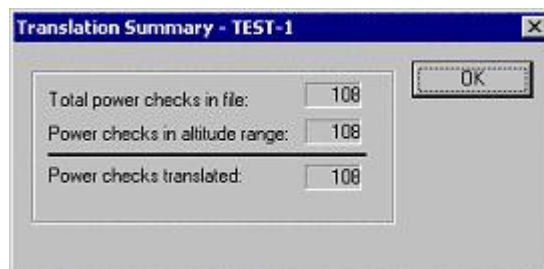 Translation Summary - TEST-1
OK
Total power checks in file: 108
Power checks in altitude range: 108
Power checks translated: 108